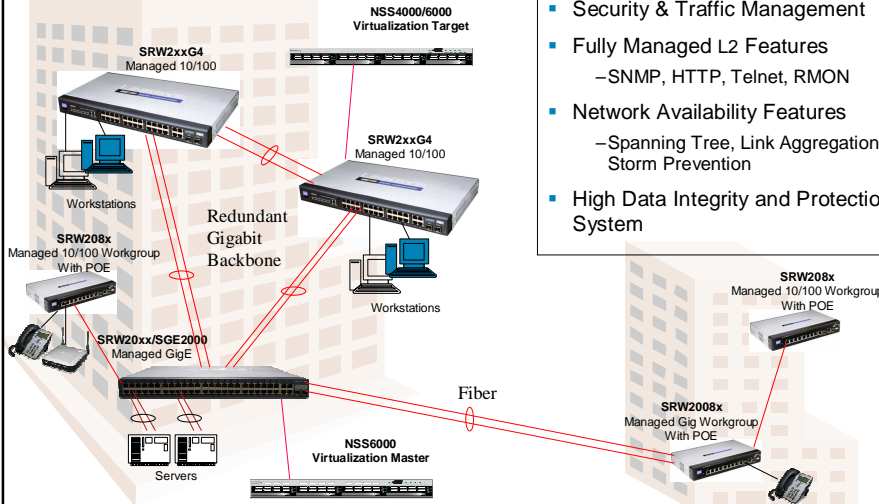 NSS4000/6000
Virtualization Target
SRW2xxG4
Managed 10/100
SRW2xxG4
Managed 10/100
Workstations
Redundant
Gigabit
Backbone
SRW208x
Managed 10/100 Workgroup
With POE
Workstations
SRW20xx/SGE2000
Managed GigE
Servers
NSS6000
Virtualization Master
Fiber
Security & Traffic Management
Fully Managed L2 Features
–SNMP, HTTP, Telnet, RMON
Network Availability Features
–Spanning Tree, Link Aggregation
Storm Prevention
High Data Integrity and Protectio
System
SRW208x
Managed 10/100 Workgroup
With POE
SRW2008x
Managed Gig Workgroup
With POE